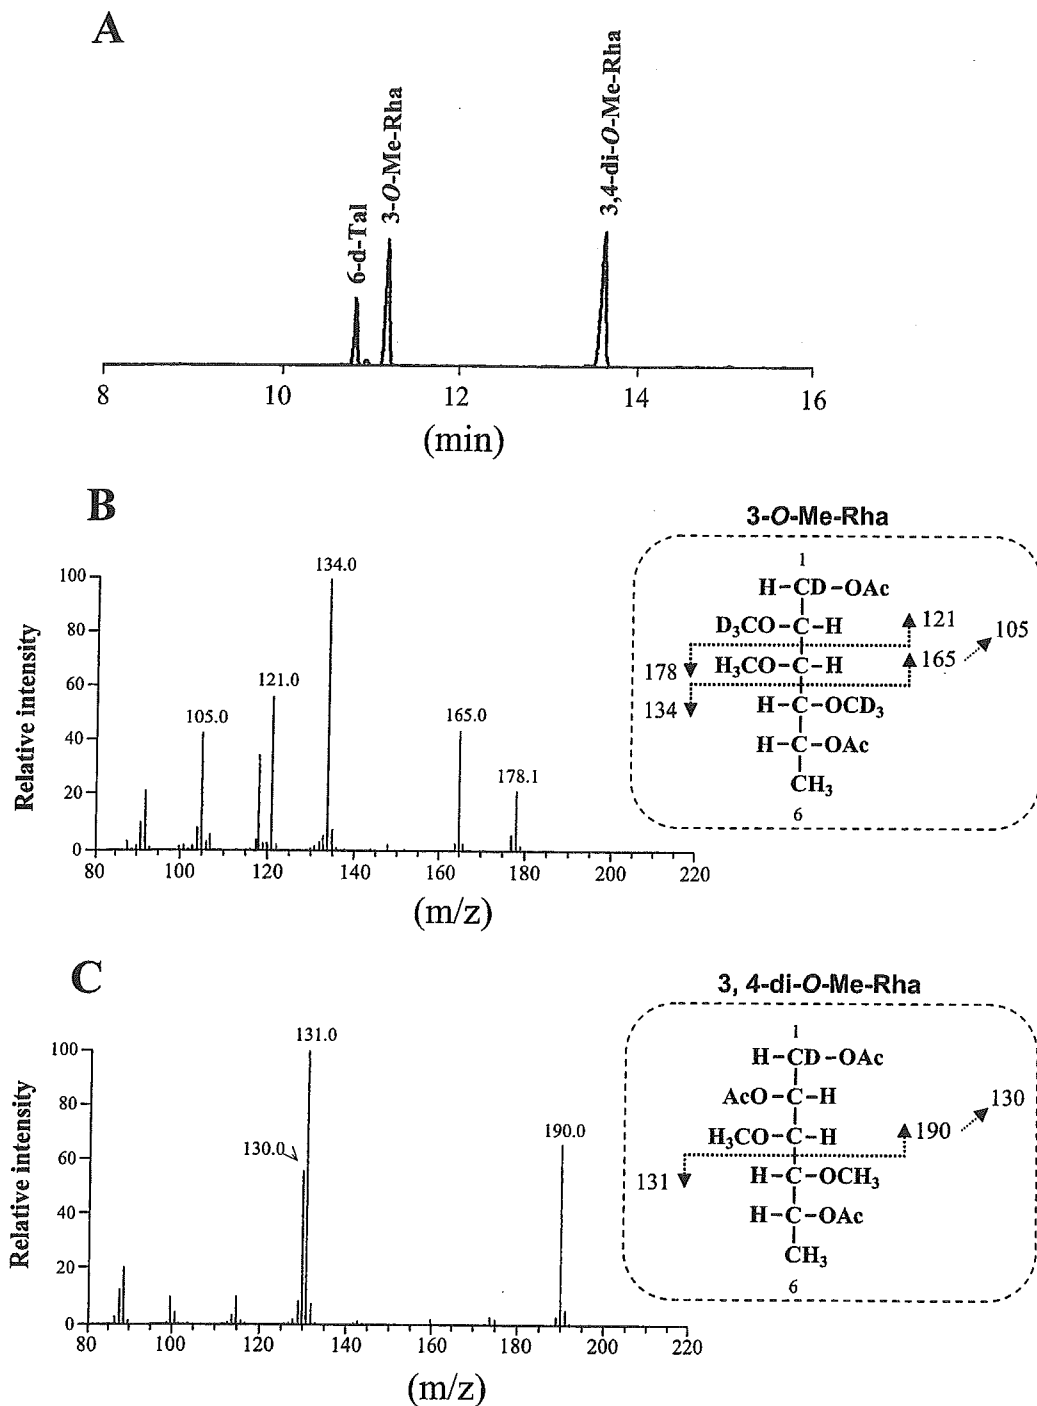 A
6-d-Tal
3-O-Me-Rha
3,4-di-O-Me-Rha
8 10 12 14 16
(min)
B
3-O-Me-Rha
Relative intensity
100
80
60
40
20
0
105.0
121.0
134.0
165.0
178.1
80 100 120 140 160 180 200 220
(m/z)
1
H-CD-OAc
D3CO-C-H
H3CO-C-H
H-C-OCD3
H-C-OAc
CH3
6
121
105
178
165
134
C
3, 4-di-O-Me-Rha
Relative intensity
100
80
60
40
20
0
130.0
131.0
190.0
80 100 120 140 160 180 200 220
(m/z)
1
H-CD-OAc
AcO-C-H
H3CO-C-H
H-C-OCH3
H-C-OAc
CH3
6
130
190
131